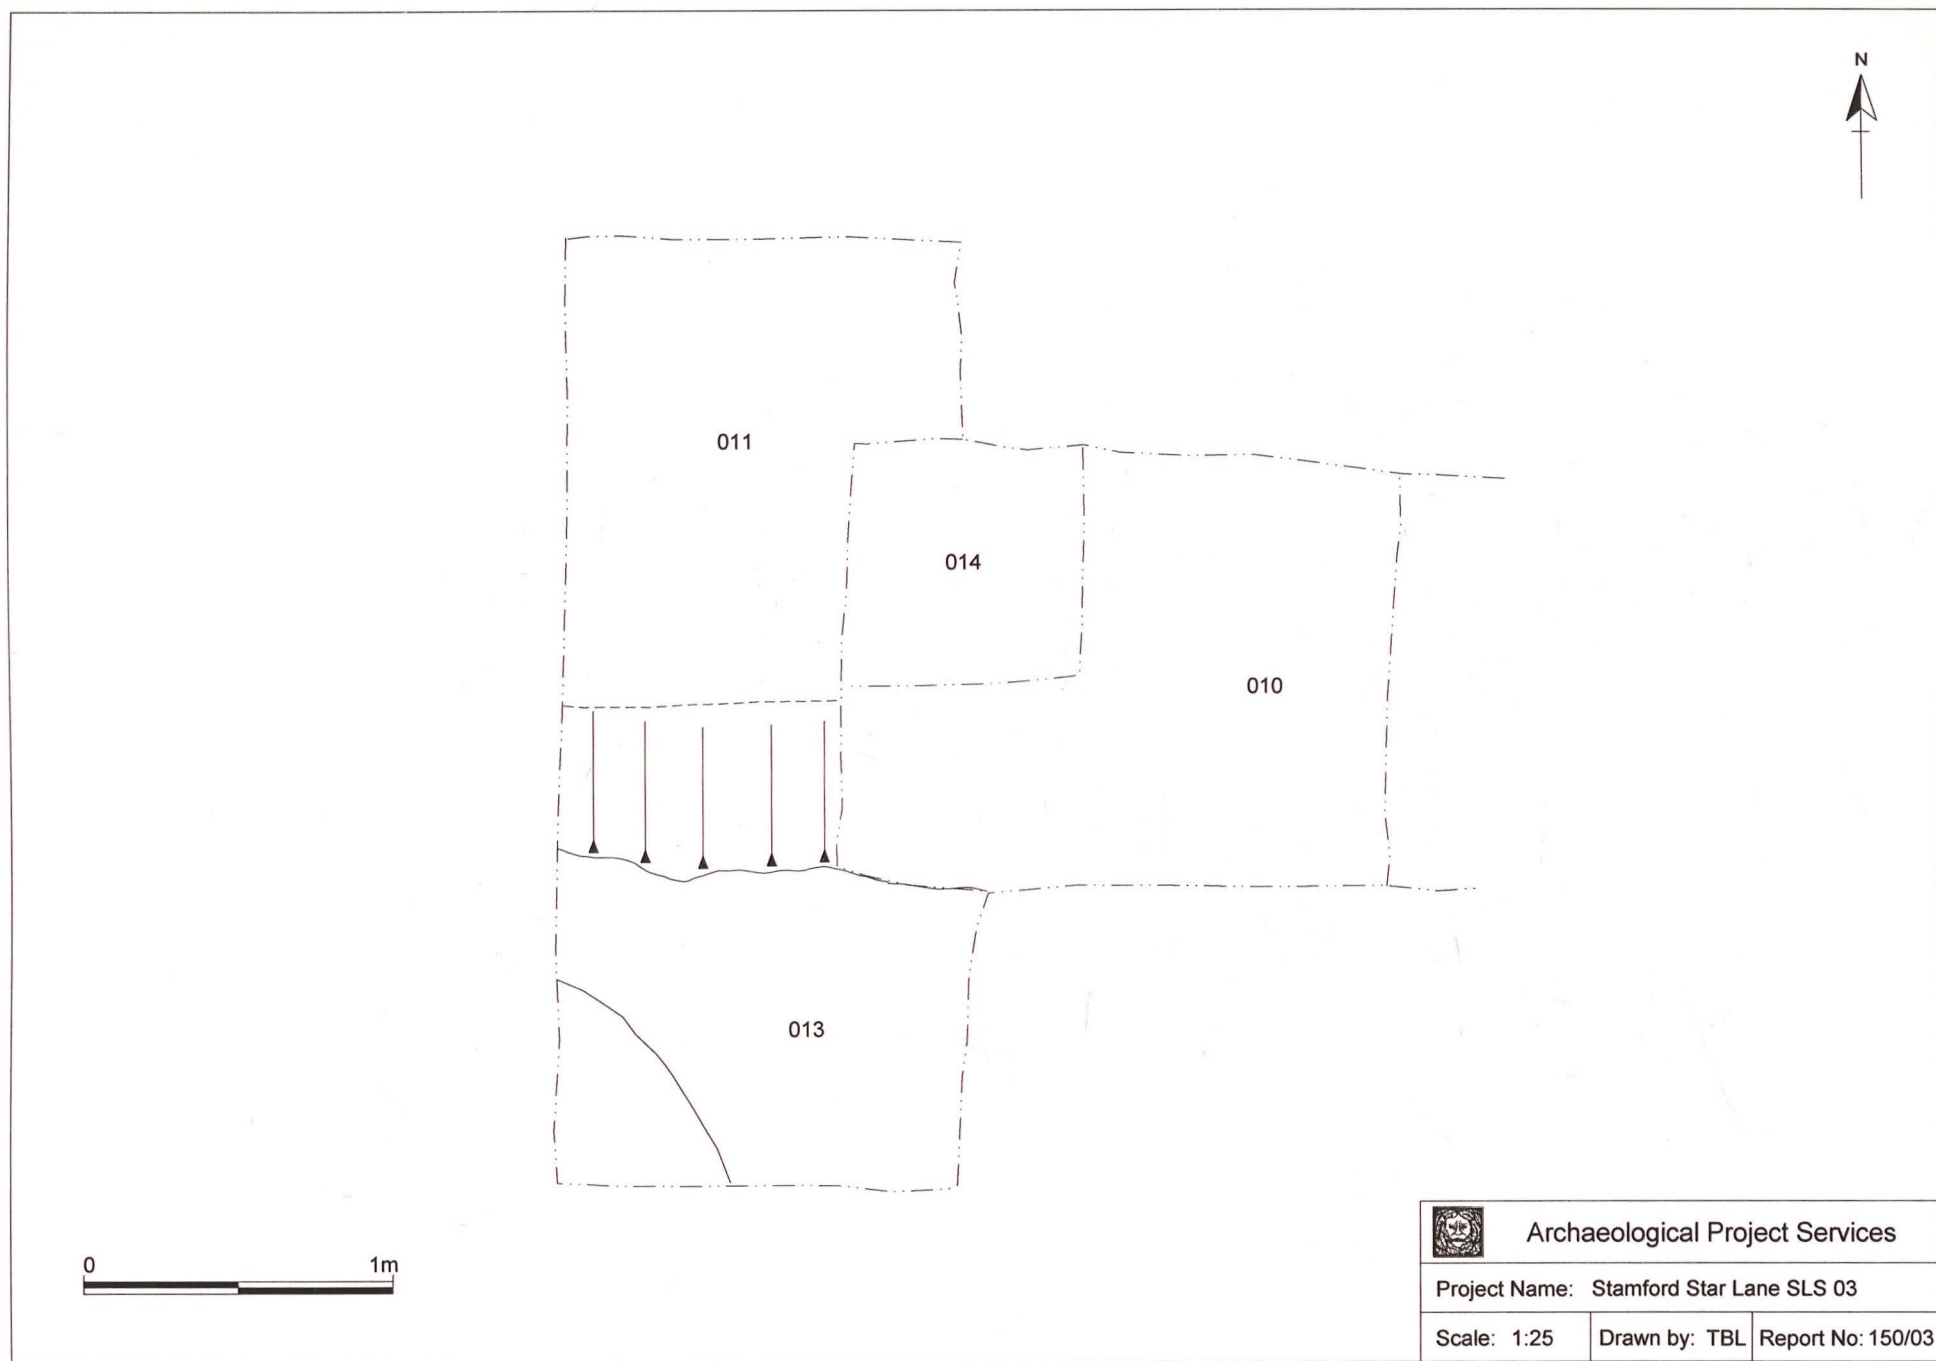 N
011
014
010
013
0 1m
Archaeological Project Services
Project Name: Stamford Star Lane SLS 03
Scale: 1:25 Drawn by: TBL Report No: 150/03